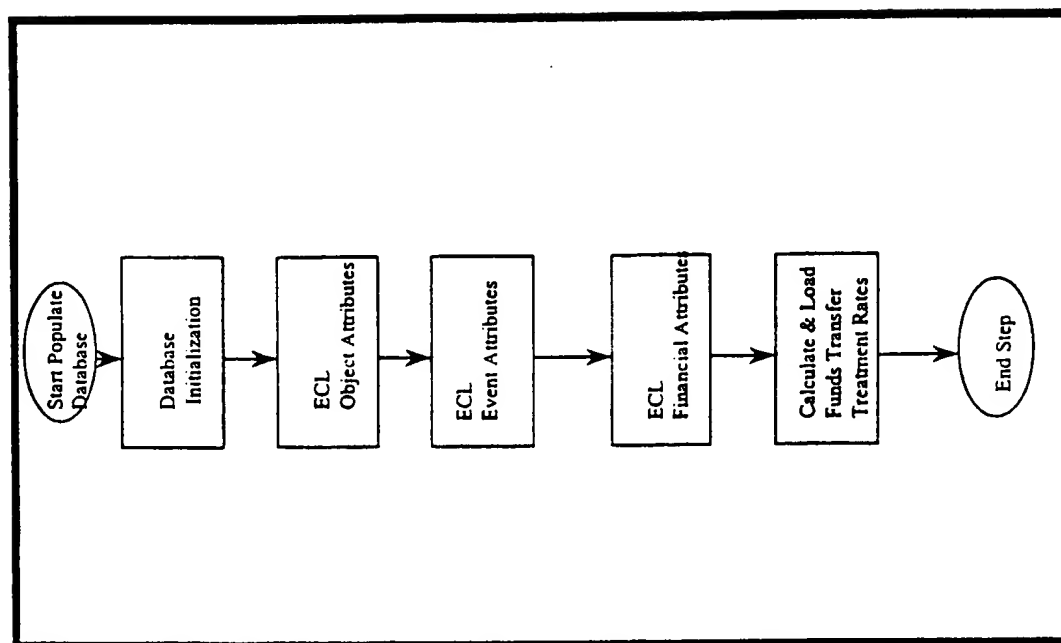 Start Populate
Database
Database
Initialization
ECL
Object Attributes
ECL
Event Attributes
ECL
Financial Attributes
Calculate & Load
Funds Transfer
Treatment Rates
End Step